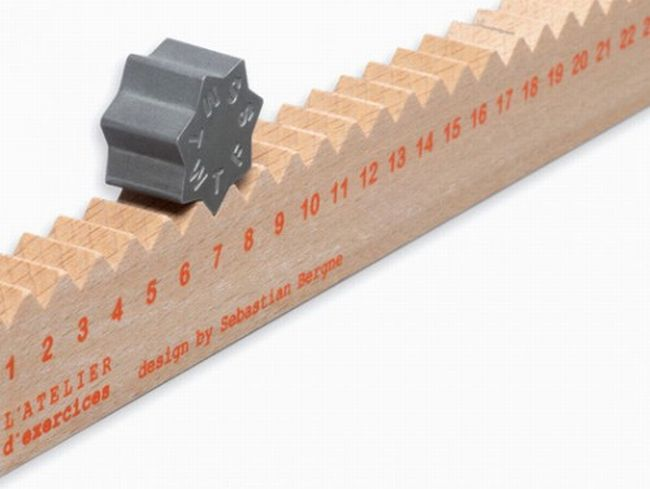 1 2 3 4 5 6 7 8 9 10 11 12 13 14 15 16 17 18 19 20 21 22
L'ATELIER
d'exercices
design by Sebastian Bergne